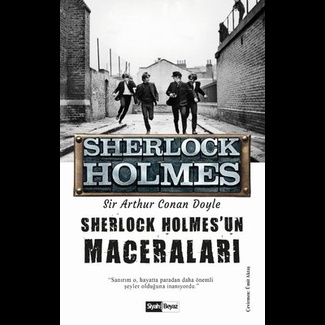 SHERLOCK
HOLMES
Sir Arthur Conan Doyle
SHERLOCK HOLMES'UN
MACERALARI
"Sanırım o, hayatta paradan daha önemli
şeyler olduğuna inanıyordu."
Siyah Beyaz
Çevirmen: Ümit Aktaş